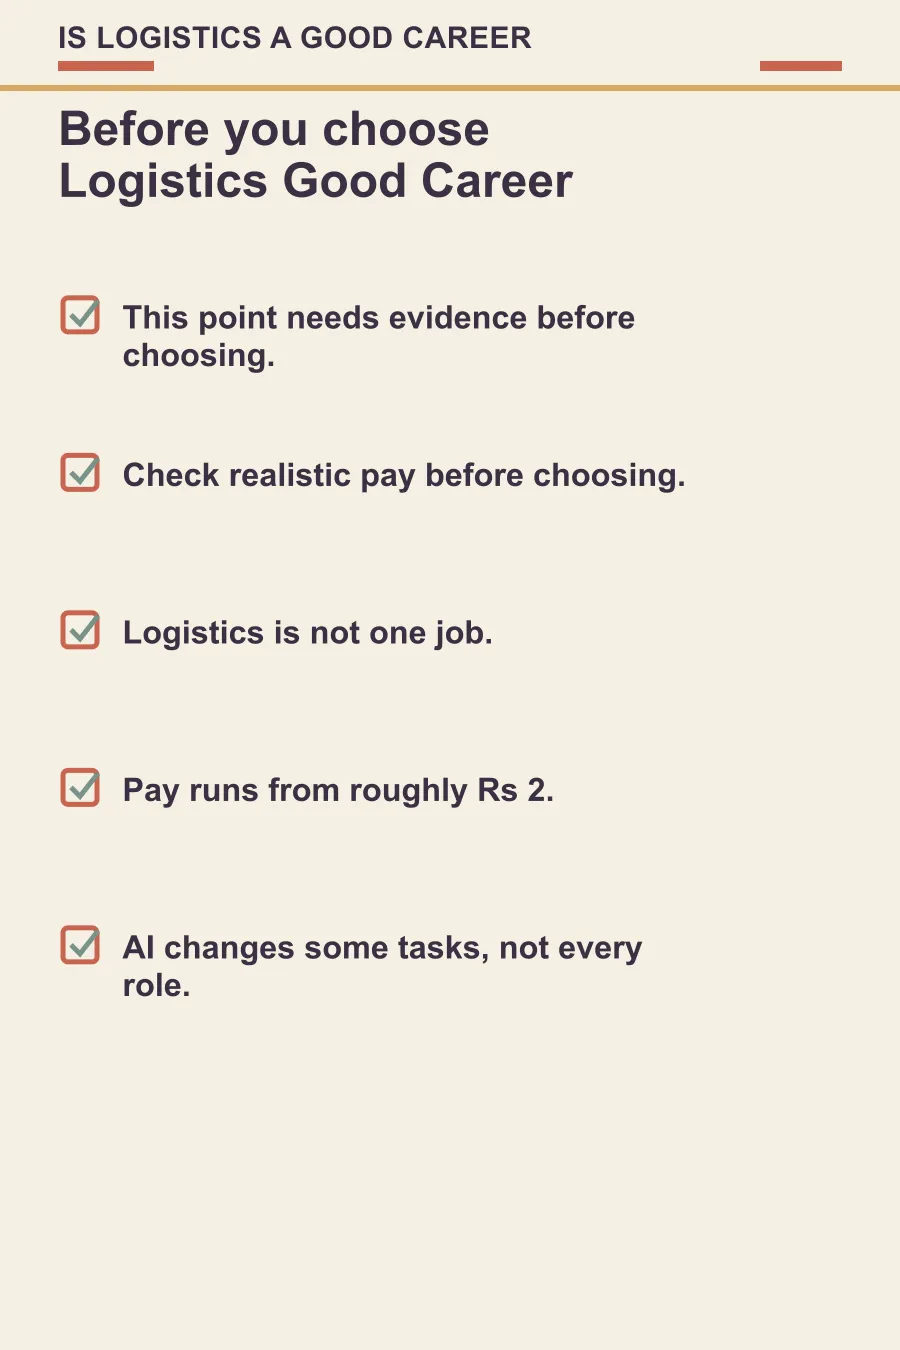 IS LOGISTICS A GOOD CAREER
Before you choose
Logistics Good Career
This point needs evidence before
choosing.
Check realistic pay before choosing.
Logistics is not one job.
Pay runs from roughly Rs 2.
AI changes some tasks, not every
role.